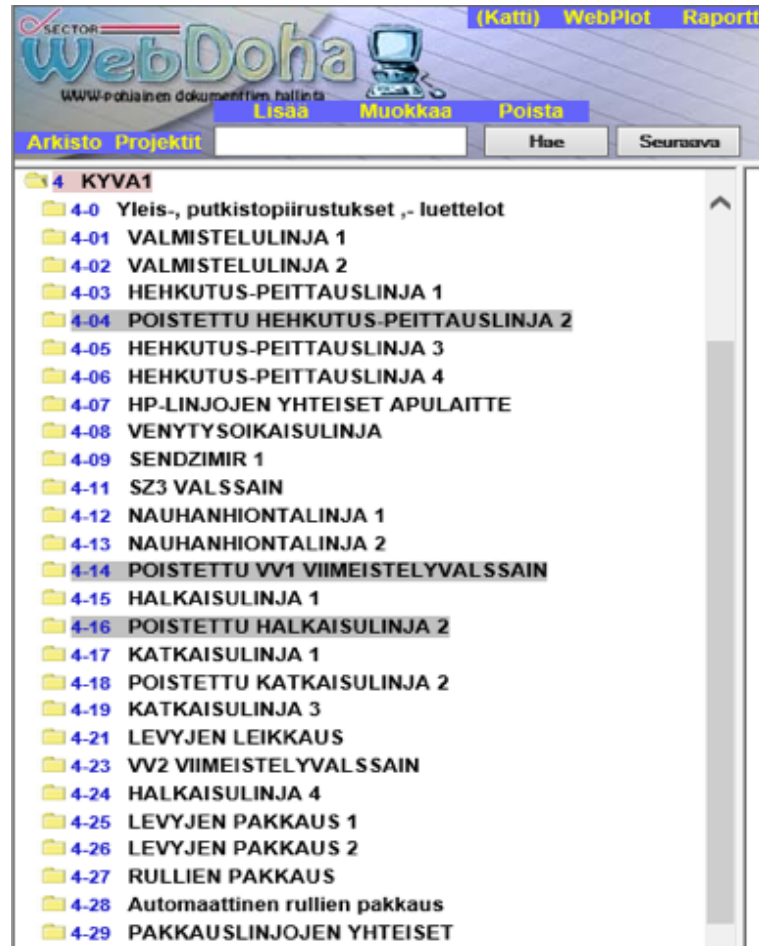 (Katti) WebPlot Raportt
SECTOR
WebDoha
WWW-pohjainen dokumenttien hallinta
Lisää Muokkaa Poista
Arkisto Projektit Hae Seuraava
4 KYVA1
4-0 Yleis-, putkistopiirustukset ,- luettelot
4-01 VALMISTELULINJA 1
4-02 VALMISTELULINJA 2
4-03 HEHKUTUS-PEITTAUSLINJA 1
4-04 POISTETTU HEHKUTUS-PEITTAUSLINJA 2
4-05 HEHKUTUS-PEITTAUSLINJA 3
4-06 HEHKUTUS-PEITTAUSLINJA 4
4-07 HP-LINJOJEN YHTEISET APULAITTE
4-08 VENYTYSOIKAISULINJA
4-09 SENDZIMIR 1
4-11 SZ3 VALSSAIN
4-12 NAUHANHIONTALINJA 1
4-13 NAUHANHIONTALINJA 2
4-14 POISTETTU VV1 VIIMEISTELYVALSSAIN
4-15 HALKAISULINJA 1
4-16 POISTETTU HALKAISULINJA 2
4-17 KATKAISULINJA 1
4-18 POISTETTU KATKAISULINJA 2
4-19 KATKAISULINJA 3
4-21 LEVYJEN LEIKKAUS
4-23 VV2 VIIMEISTELYVALSSAIN
4-24 HALKAISULINJA 4
4-25 LEVYJEN PAKKAUS 1
4-26 LEVYJEN PAKKAUS 2
4-27 RULLIEN PAKKAUS
4-28 Automaattinen rullien pakkaus
4-29 PAKKAUSLINJOJEN YHTEISET